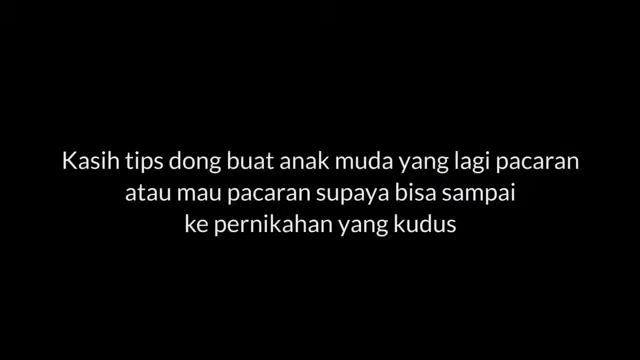 Kasih tips dong buat anak muda yang lagi pacaran
atau mau pacaran supaya bisa sampai
ke pernikahan yang kudus